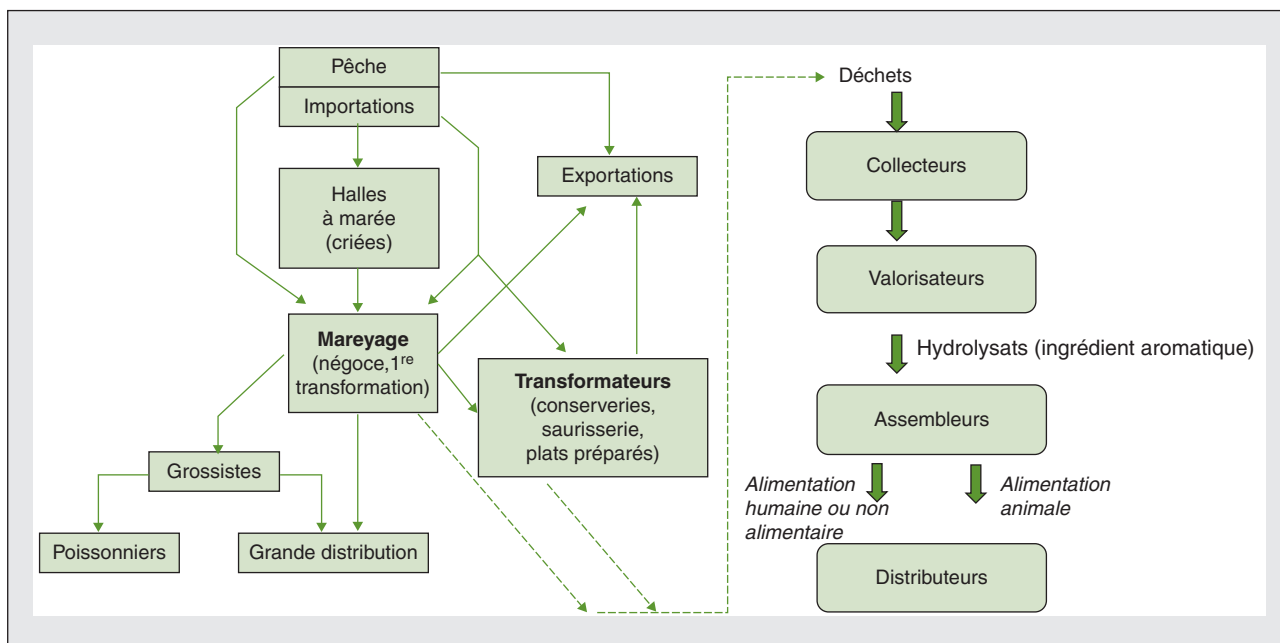 Pêche
Importations
Halles
à marée
(criées)
Exportations
Mareyage
(négoce,1re
transformation)
Transformateurs
(conserveries,
saurisserie,
plats préparés)
Grossistes
Poissonniers
Grande distribution
Déchets
Collecteurs
Valorisateurs
Hydrolysats (ingrédient aromatique)
Assembleurs
Alimentation
humaine ou non
alimentaire
Alimentation
animale
Distributeurs